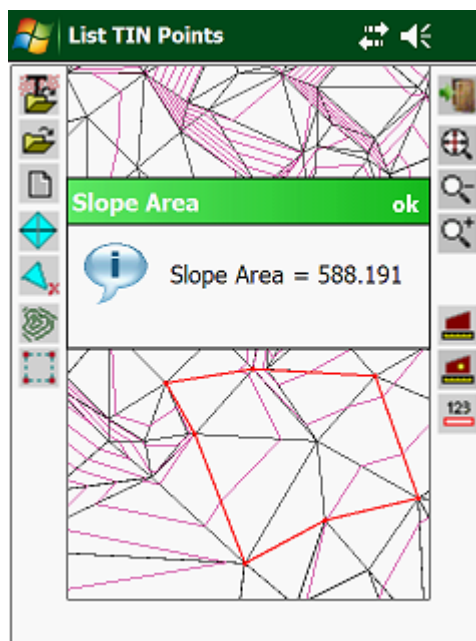 List TIN Points
Slope Area
ok
Slope Area = 588.191
123